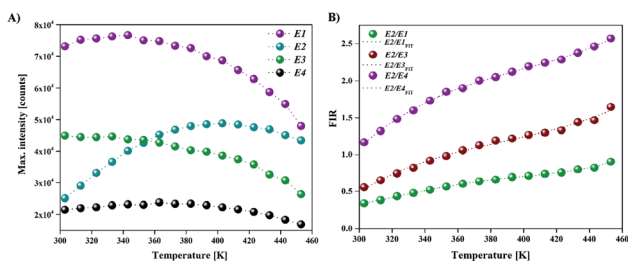 A)
Max. intensity [counts]
8x10⁴
7x10⁴
6x10⁴
5x10⁴
4x10⁴
3x10⁴
2x10⁴
E1
E2
E3
E4
300 320 340 360 380 400 420 440 460
Temperature [K]
B)
FIR
2.5
2.0
1.5
1.0
0.5
0.0
E2/E1
E2/E1FIT
E2/E3
E2/E3FIT
E2/E4
E2/E4FIT
300 320 340 360 380 400 420 440 460
Temperature [K]